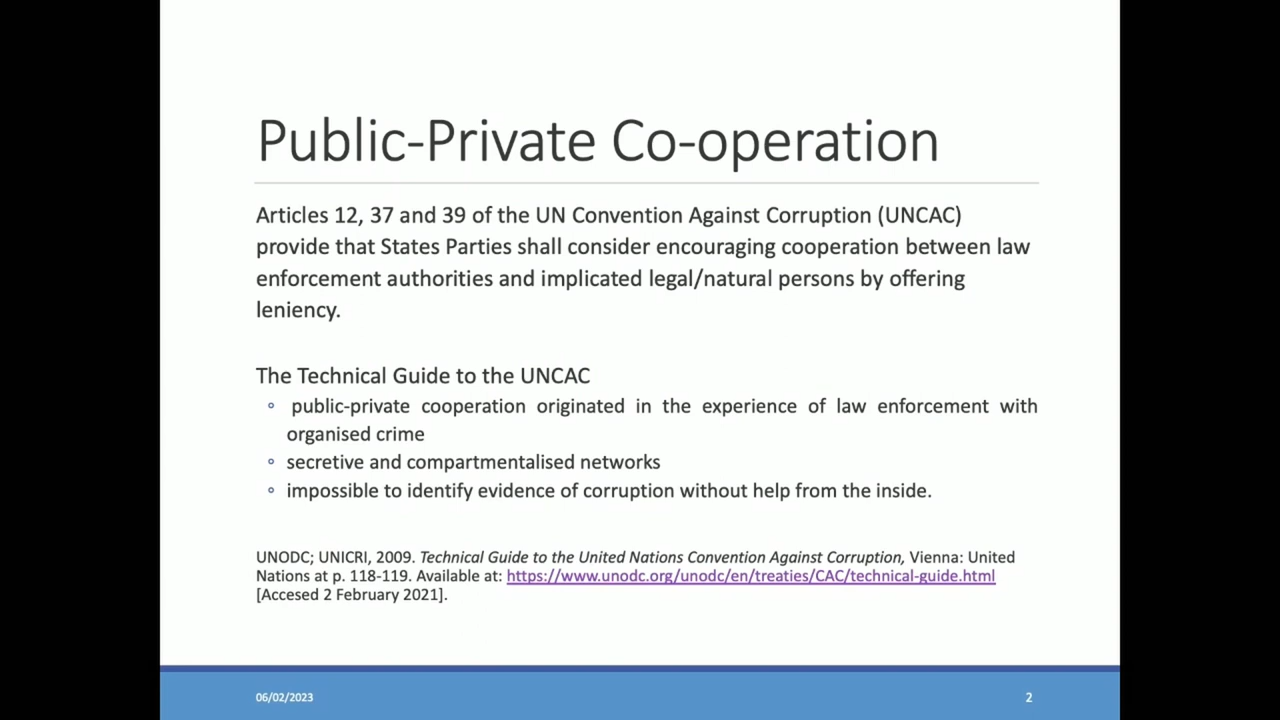 Public-Private Co-operation
Articles 12, 37 and 39 of the UN Convention Against Corruption (UNCAC)
provide that States Parties shall consider encouraging cooperation between law
enforcement authorities and implicated legal/natural persons by offering
leniency.
The Technical Guide to the UNCAC
◦ public-private cooperation originated in the experience of law enforcement with
organised crime
◦ secretive and compartmentalised networks
◦ impossible to identify evidence of corruption without help from the inside.
UNODC; UNICRI, 2009. Technical Guide to the United Nations Convention Against Corruption, Vienna: United
Nations at p. 118-119. Available at: https://www.unodc.org/unodc/en/treaties/CAC/technical-guide.html
[Accesed 2 February 2021].
06/02/2023
2